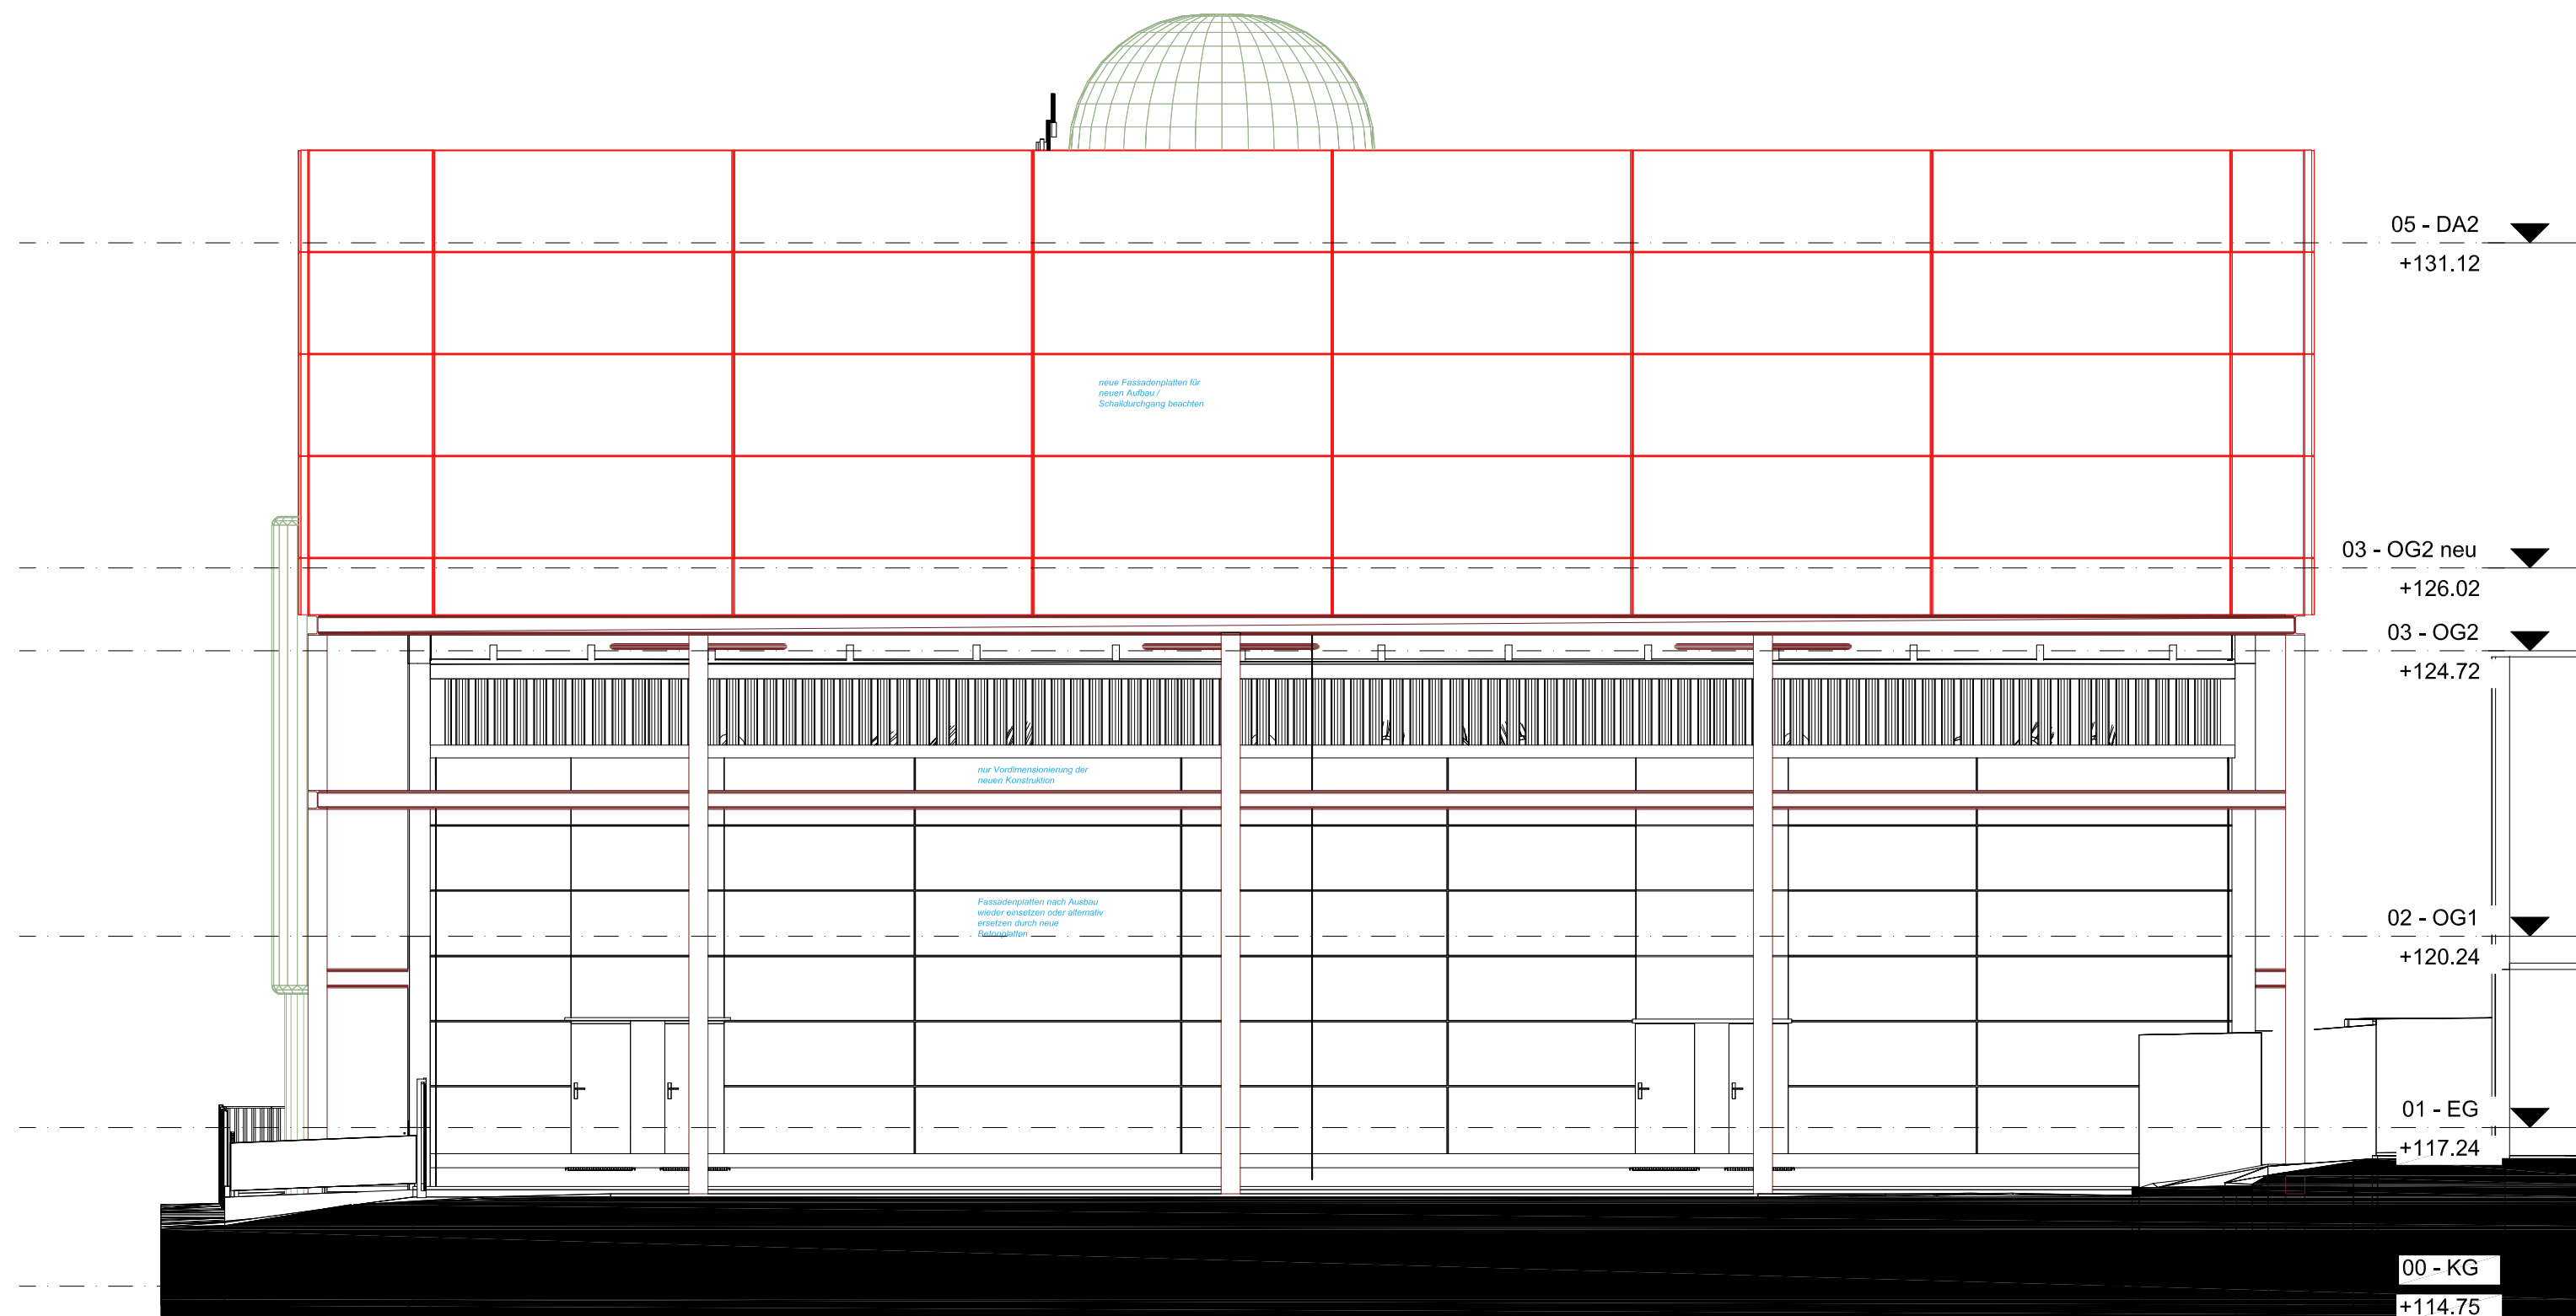 05 - DA2
+131.12
neue Fassadenplatten für
neuen Aufbau /
Schalldurchgang beachten
03 - OG2 neu
+126.02
03 - OG2
+124.72
nur Vordimensionierung der
neuen Konstruktion
Fassadenplatten nach Ausbau
wieder einsetzen oder alternativ
ersetzen durch neue
Betonplatten
02 - OG1
+120.24
01 - EG
+117.24
00 - KG
+114.75